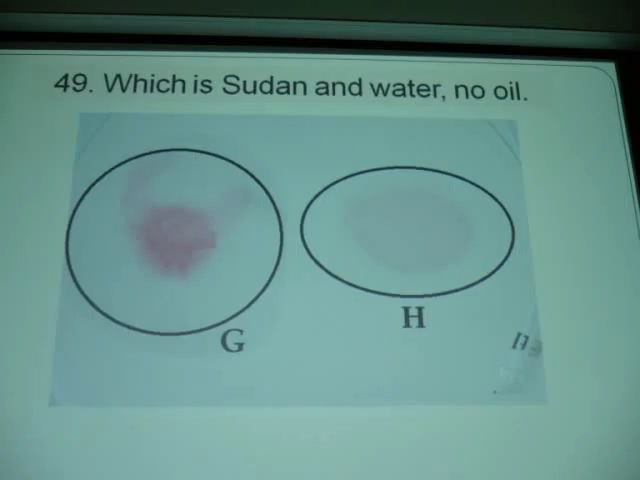 49. Which is Sudan and water, no oil.
G
H